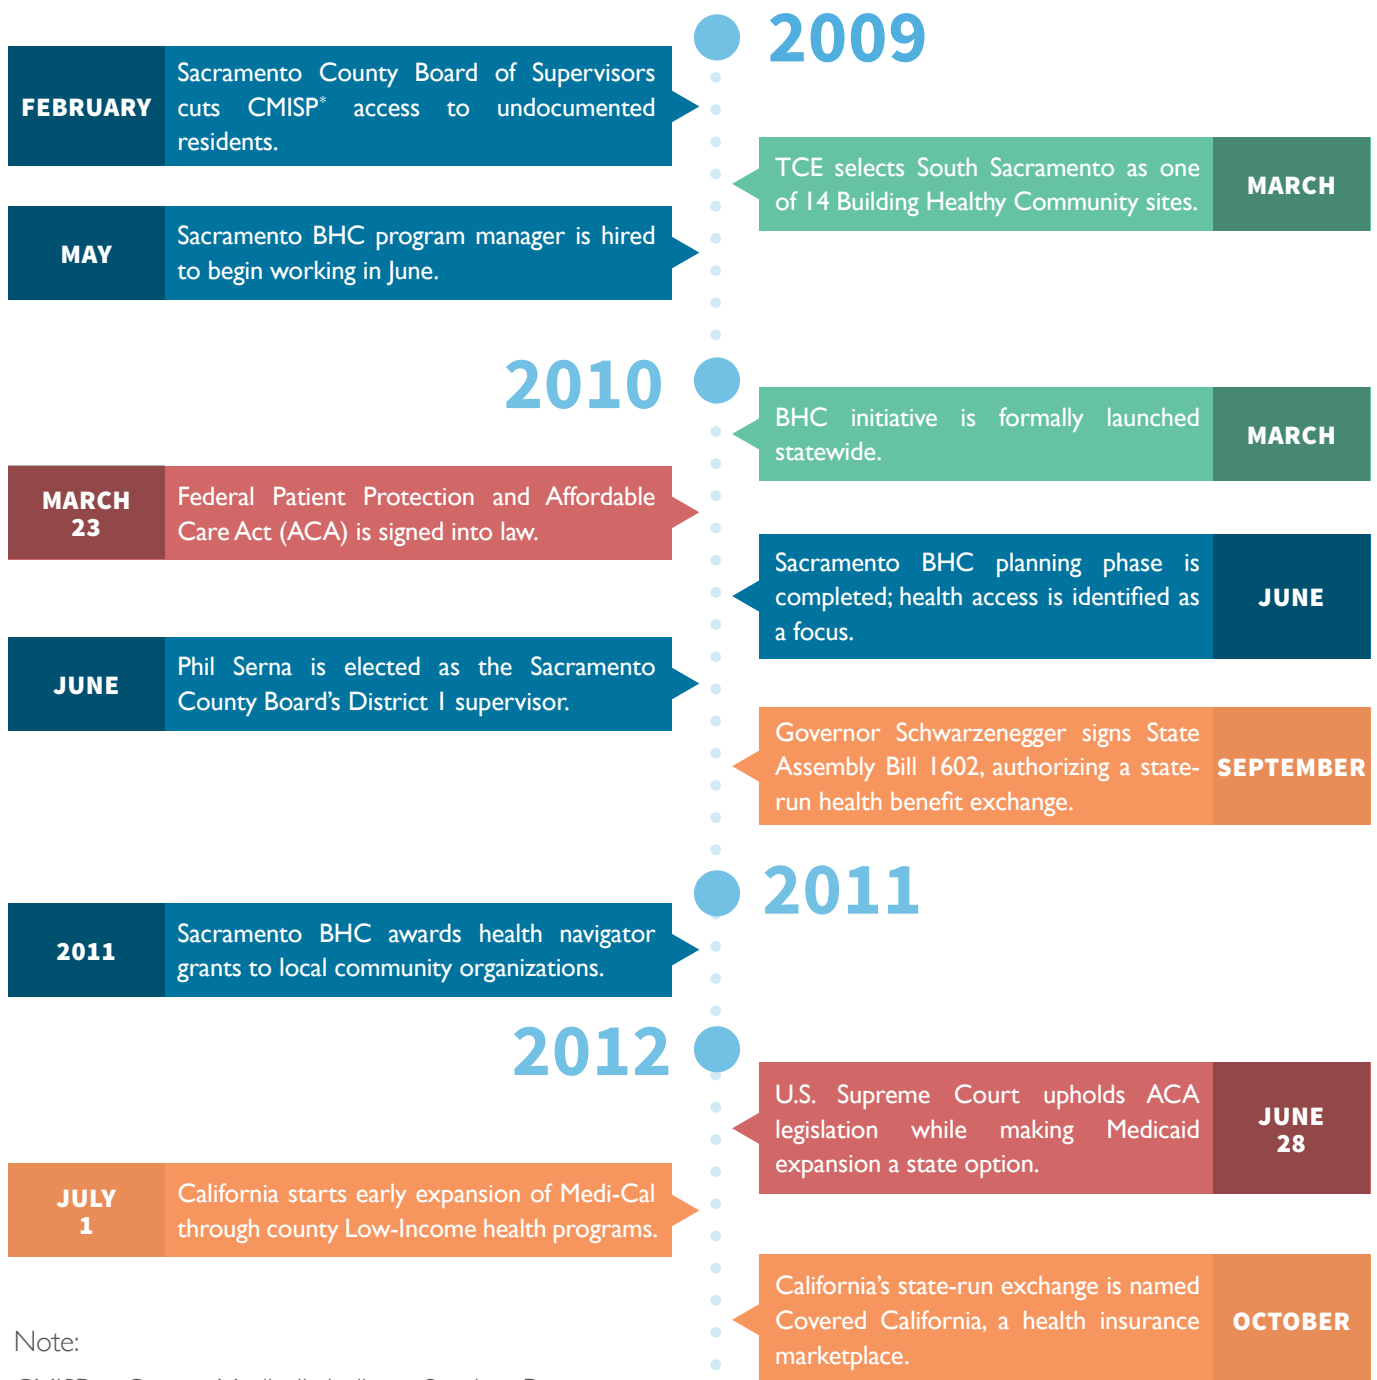 2009
FEBRUARY
Sacramento County Board of Supervisors
cuts CMISP* access to undocumented
residents.
TCE selects South Sacramento as one
of 14 Building Healthy Community sites.
MARCH
MAY
Sacramento BHC program manager is hired
to begin working in June.
2010
BHC initiative is formally launched
statewide.
MARCH
MARCH
23
Federal Patient Protection and Affordable
Care Act (ACA) is signed into law.
Sacramento BHC planning phase is
completed; health access is identified as
a focus.
JUNE
JUNE
Phil Serna is elected as the Sacramento
County Board's District 1 supervisor.
Governor Schwarzenegger signs State
Assembly Bill 1602, authorizing a state-
run health benefit exchange.
SEPTEMBER
2011
2011
Sacramento BHC awards health navigator
grants to local community organizations.
2012
U.S. Supreme Court upholds ACA
legislation while making Medicaid
expansion a state option.
JUNE
28
JULY
1
California starts early expansion of Medi-Cal
through county Low-Income health programs.
California's state-run exchange is named
Covered California, a health insurance
marketplace.
OCTOBER
Note: